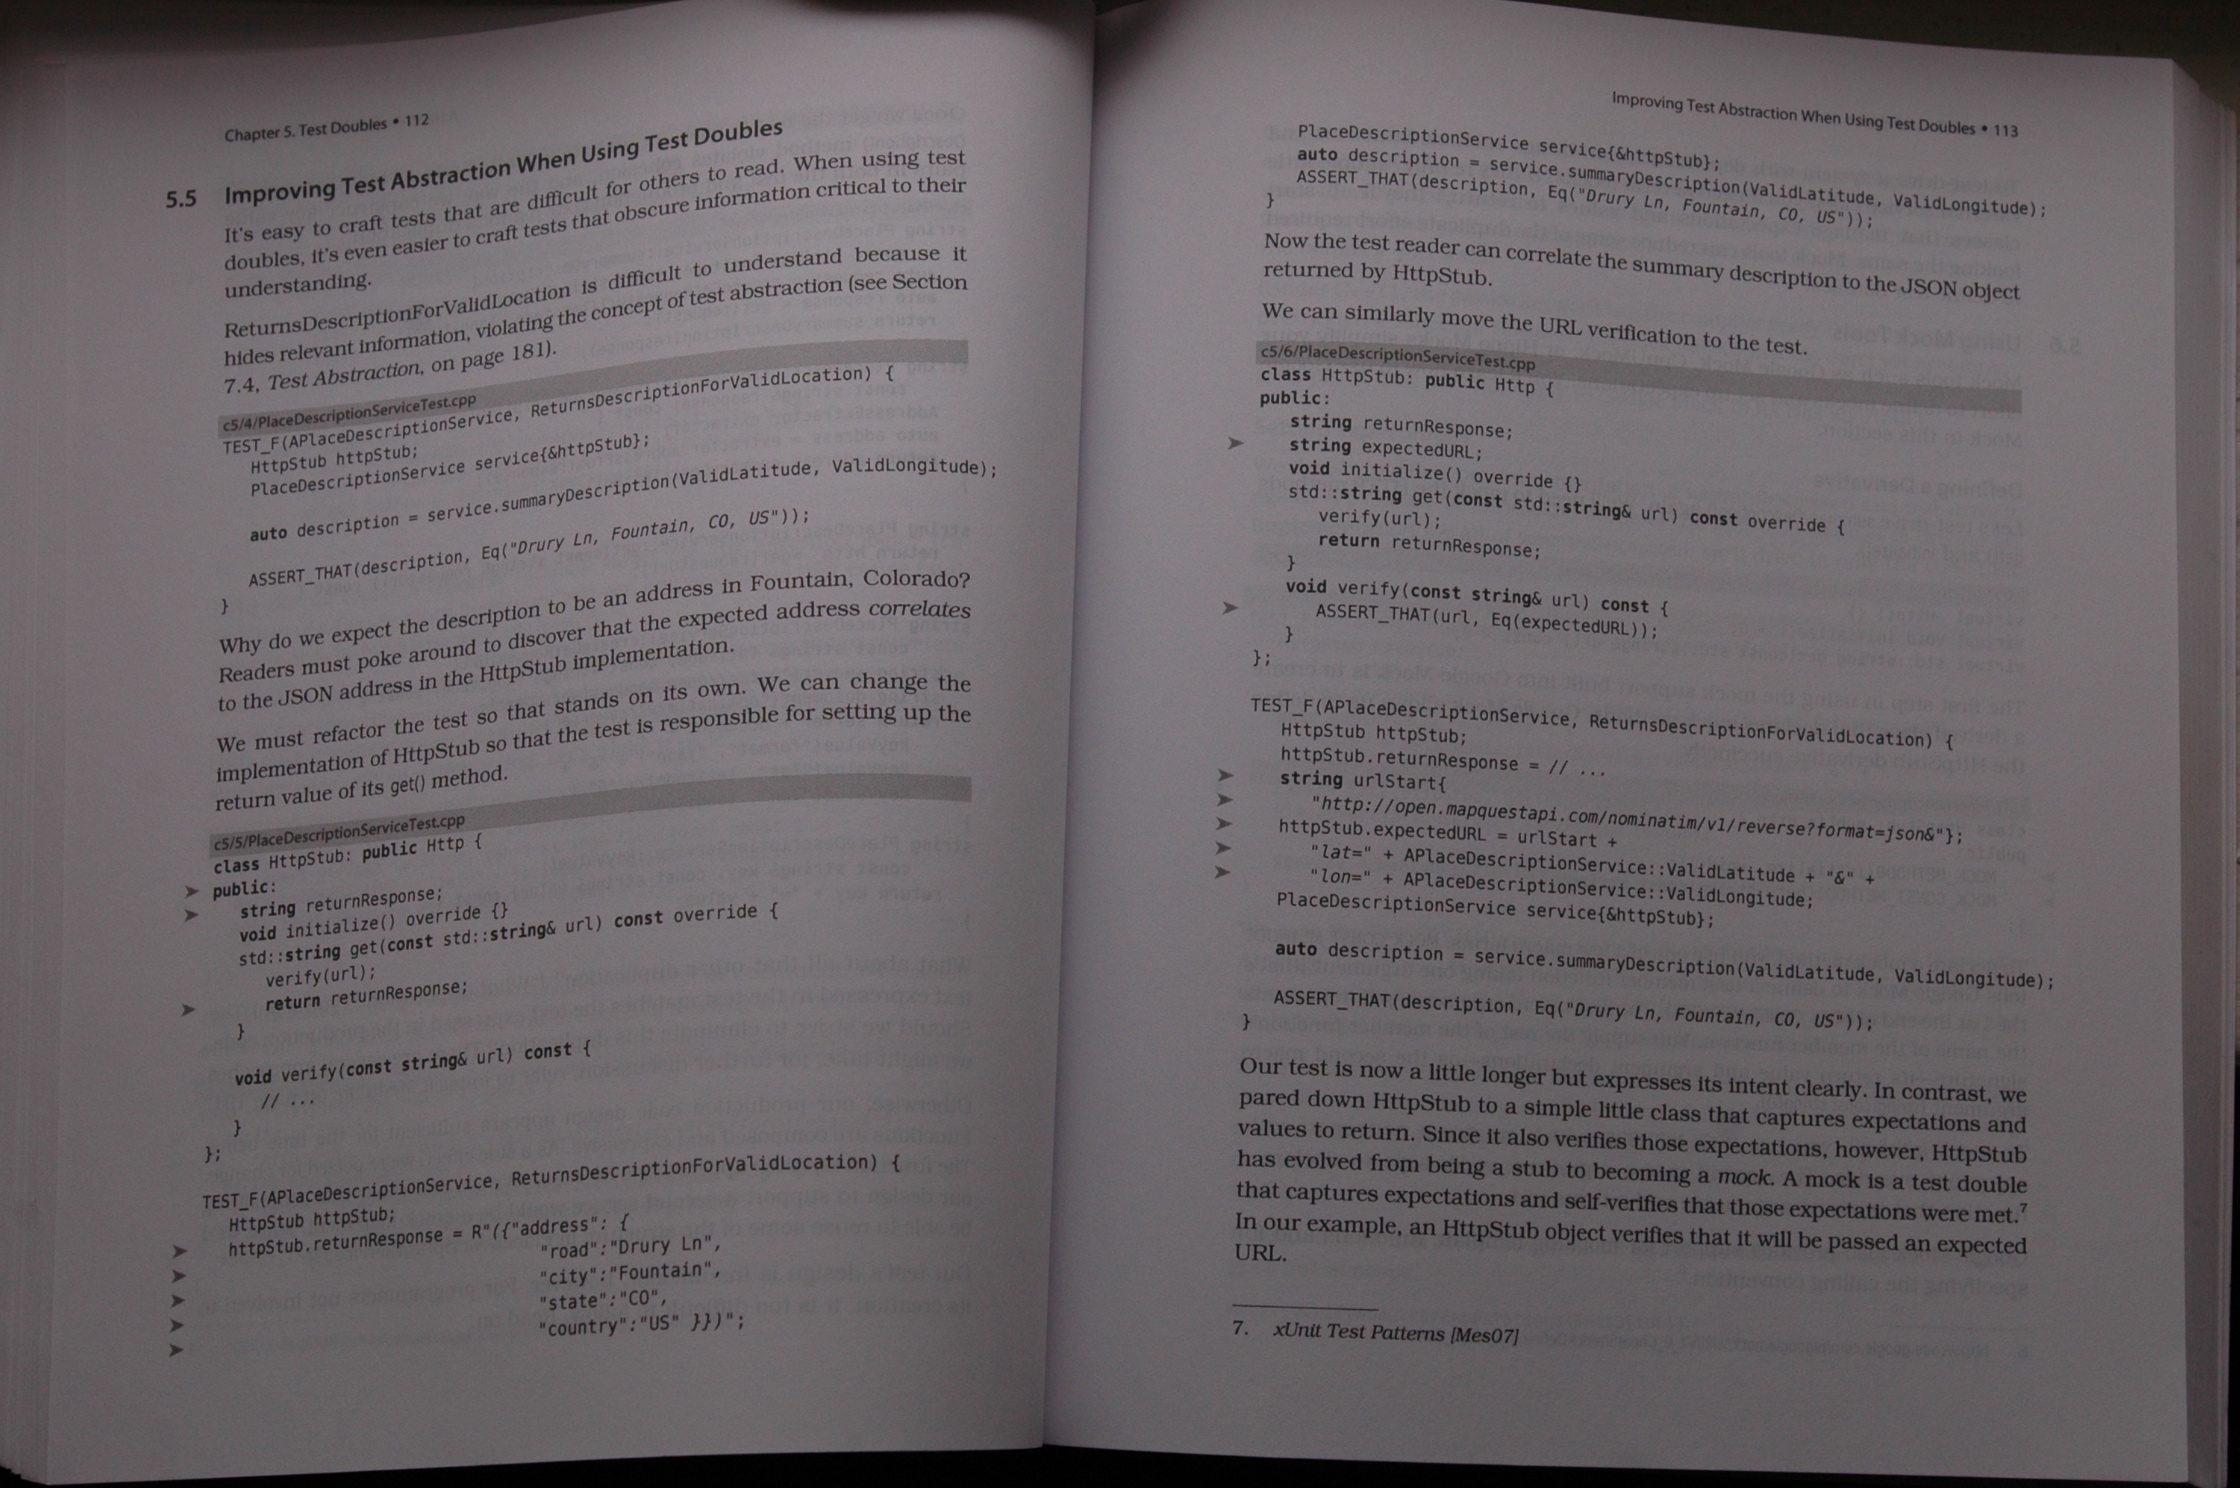 Chapter 5. Test Doubles • 112
5.5 Improving Test Abstraction When Using Test Doubles
It's easy to craft tests that are difficult for others to read. When using test
doubles, it's even easier to craft tests that obscure information critical to their
understanding.
ReturnsDescriptionForValidLocation is difficult to understand because it
hides relevant information, violating the concept of test abstraction (see Section
7.4, Test Abstraction, on page 181).
c5/4/PlaceDescriptionServiceTest.cpp
TEST_F(APlaceDescriptionService, ReturnsDescriptionForValidLocation) {
HttpStub httpStub;
PlaceDescriptionService service{&httpStub};
auto description = service.summaryDescription(ValidLatitude, ValidLongitude);
ASSERT_THAT(description, Eq("Drury Ln, Fountain, CO, US"));
}
Why do we expect the description to be an address in Fountain, Colorado?
Readers must poke around to discover that the expected address correlates
to the JSON address in the HttpStub implementation.
We must refactor the test so that stands on its own. We can change the
implementation of HttpStub so that the test is responsible for setting up the
return value of its get() method.
c5/5/PlaceDescriptionServiceTest.cpp
class HttpStub: public Http {
public:
string returnResponse;
void initialize() override {}
std::string get(const std::string& url) const override {
verify(url);
return returnResponse;
}
void verify(const string& url) const {
// ...
}
};
TEST_F(APlaceDescriptionService, ReturnsDescriptionForValidLocation) {
HttpStub httpStub;
httpStub.returnResponse = R"({"address": {
"road":"Drury Ln",
"city":"Fountain",
"state":"CO",
"country":"US" }})";
Improving Test Abstraction When Using Test Doubles • 113
PlaceDescriptionService service{&httpStub};
auto description = service.summaryDescription(ValidLatitude, ValidLongitude);
ASSERT_THAT(description, Eq("Drury Ln, Fountain, CO, US"));
}
Now the test reader can correlate the summary description to the JSON object
returned by HttpStub.
We can similarly move the URL verification to the test.
c5/6/PlaceDescriptionServiceTest.cpp
class HttpStub: public Http {
public:
string returnResponse;
string expectedURL;
void initialize() override {}
std::string get(const std::string& url) const override {
verify(url);
return returnResponse;
}
void verify(const string& url) const {
ASSERT_THAT(url, Eq(expectedURL));
}
};
TEST_F(APlaceDescriptionService, ReturnsDescriptionForValidLocation) {
HttpStub httpStub;
httpStub.returnResponse = // ...
string urlStart{
"http://open.mapquestapi.com/nominatim/v1/reverse?format=json&"};
httpStub.expectedURL = urlStart +
"lat=" + APlaceDescriptionService::ValidLatitude + "&" +
"lon=" + APlaceDescriptionService::ValidLongitude;
PlaceDescriptionService service{&httpStub};
auto description = service.summaryDescription(ValidLatitude, ValidLongitude);
ASSERT_THAT(description, Eq("Drury Ln, Fountain, CO, US"));
}
Our test is now a little longer but expresses its intent clearly. In contrast, we
pared down HttpStub to a simple little class that captures expectations and
values to return. Since it also verifies those expectations, however, HttpStub
has evolved from being a stub to becoming a mock. A mock is a test double
that captures expectations and self-verifies that those expectations were met.7
In our example, an HttpStub object verifies that it will be passed an expected
URL.
7. xUnit Test Patterns [Mes07]